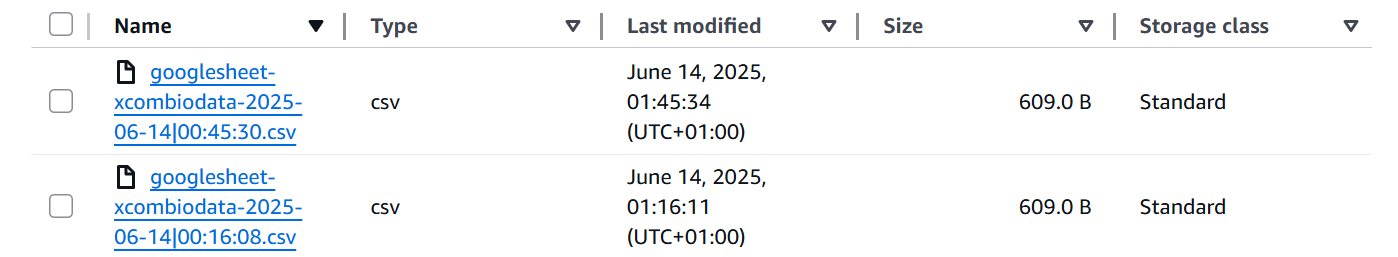 Name Type Last modified Size Storage class
googlesheet-
xcombiodata-2025-
06-14|00:45:30.csv
csv
June 14, 2025,
01:45:34
(UTC+01:00)
609.0 B
Standard
googlesheet-
xcombiodata-2025-
06-14|00:16:08.csv
csv
June 14, 2025,
01:16:11
(UTC+01:00)
609.0 B
Standard